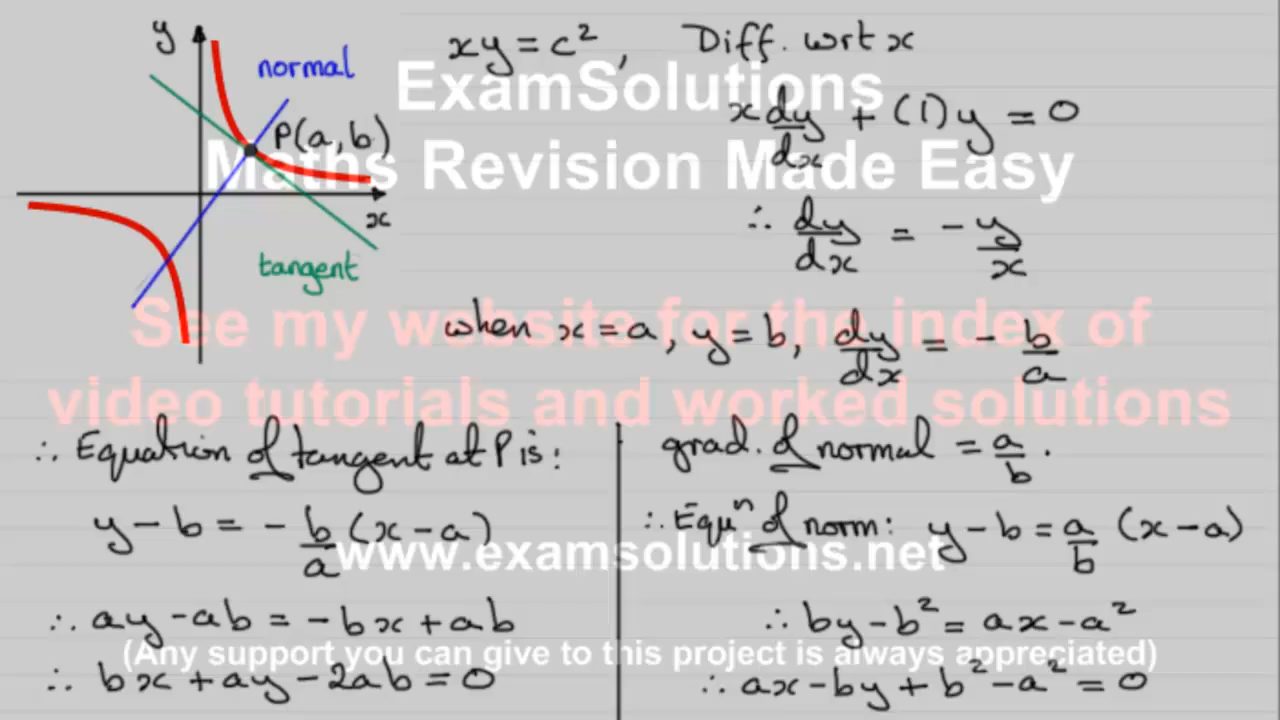 y
normal
P(a, b)
x
tangent
xy = c², Diff. wrt x
x dy/dx + (1)y = 0
∴ dy/dx = - y/x
when x = a, y = b, dy/dx = - b/a
∴ Equation of tangent at P is:
y - b = - b/a (x - a)
∴ ay - ab = - bx + ab
∴ bx + ay - 2ab = 0
grad. of normal = a/b.
∴ Equⁿ of norm: y - b = a/b (x - a)
∴ by - b² = ax - a²
∴ ax - by + b² - a² = 0
ExamSolutions
Maths Revision Made Easy
See my website for the index of
video tutorials and worked solutions
www.examsolutions.net
(Any support you can give to this project is always appreciated)